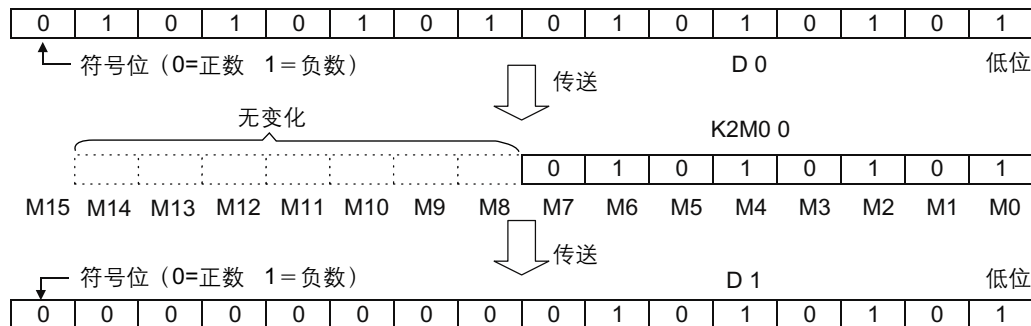 0 1 0 1 0 1 0 1 0 1 0 1 0 1 0 1
符号位（0=正数 1＝负数） D 0 低位
传送
无变化
K2M0 0
0 1 0 1 0 1 0 1
M15 M14 M13 M12 M11 M10 M9 M8 M7 M6 M5 M4 M3 M2 M1 M0
传送
符号位（0=正数 1＝负数） D 1 低位
0 0 0 0 0 0 0 0 0 1 0 1 0 1 0 1